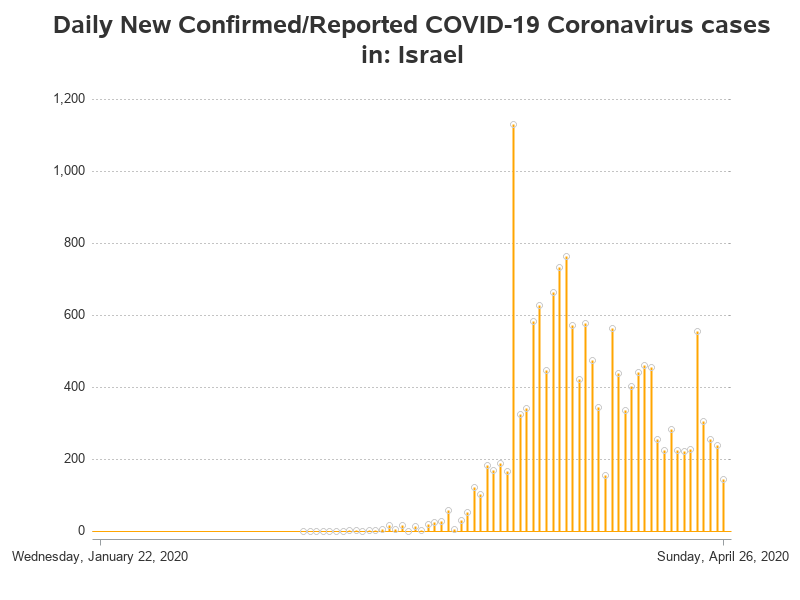 Daily New Confirmed/Reported COVID-19 Coronavirus cases
in: Israel
1,200
1,000
800
600
400
200
0
Wednesday, January 22, 2020
Sunday, April 26, 2020